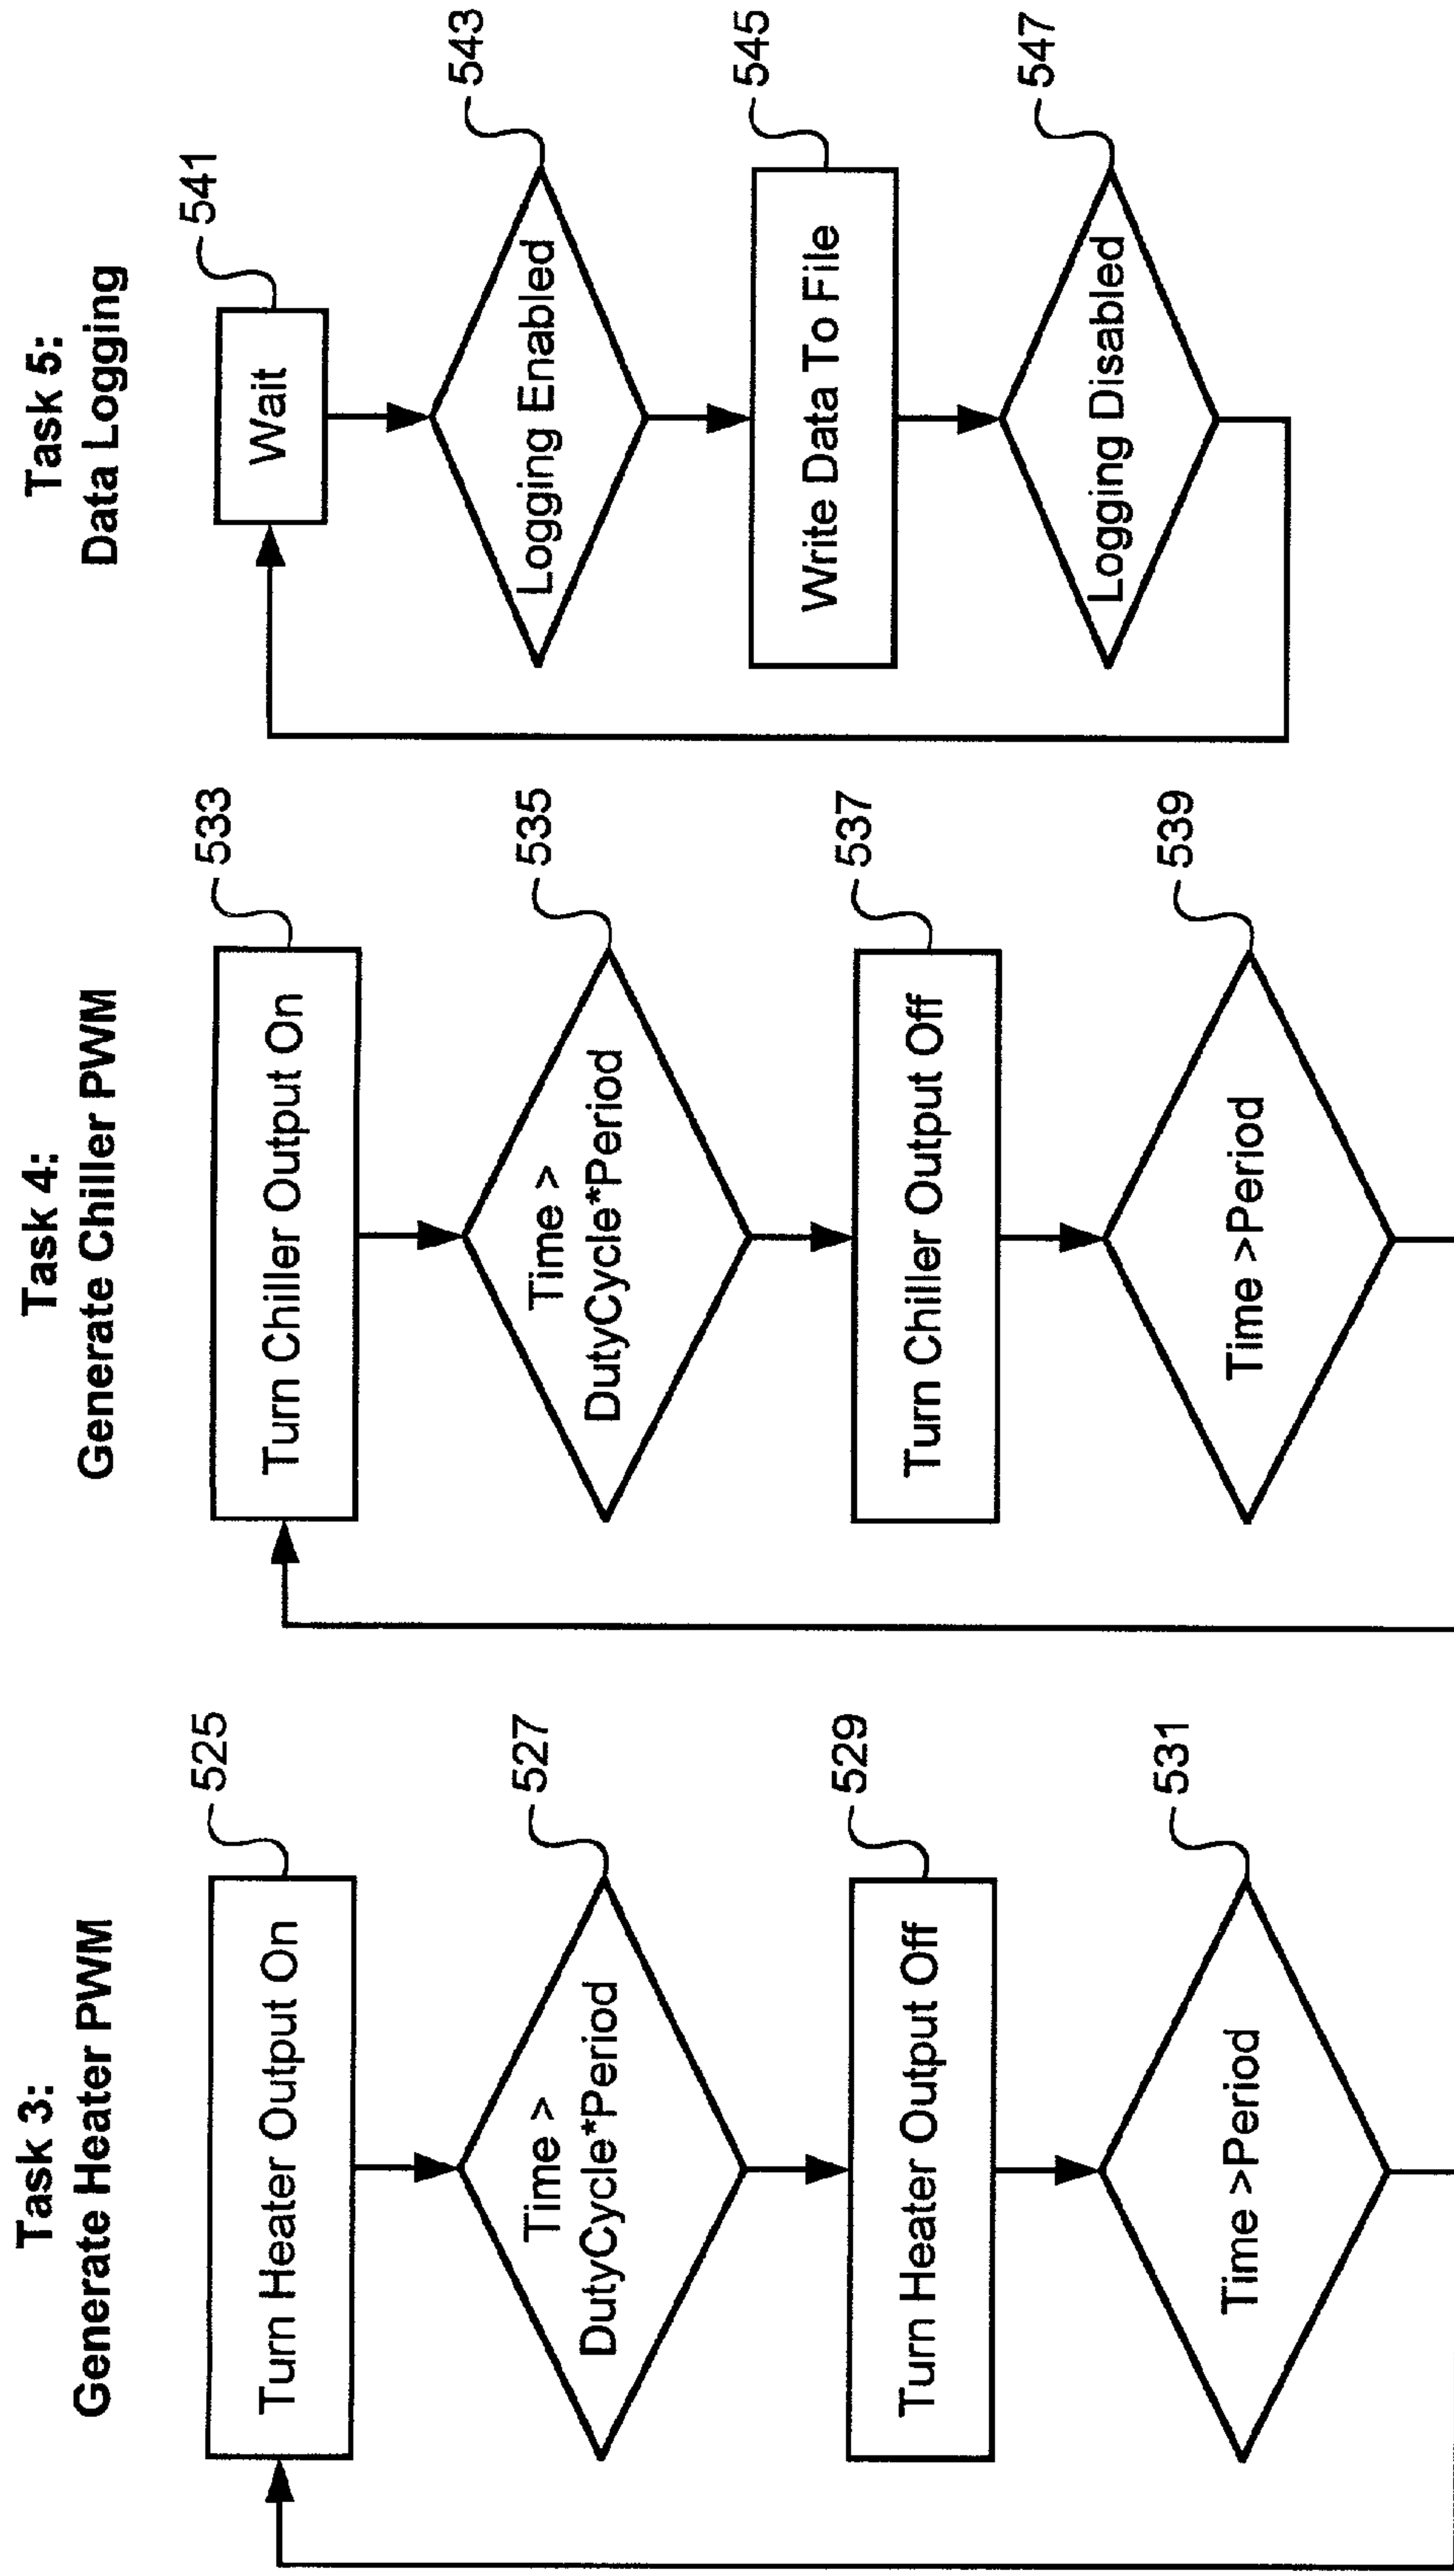 Task 3:
Generate Heater PWM
525
Turn Heater Output On
527
Time >
DutyCycle*Period
529
Turn Heater Output Off
531
Time >Period
Task 4:
Generate Chiller PWM
533
Turn Chiller Output On
535
Time >
DutyCycle*Period
537
Turn Chiller Output Off
539
Time >Period
Task 5:
Data Logging
541
Wait
543
Logging Enabled
545
Write Data To File
547
Logging Disabled